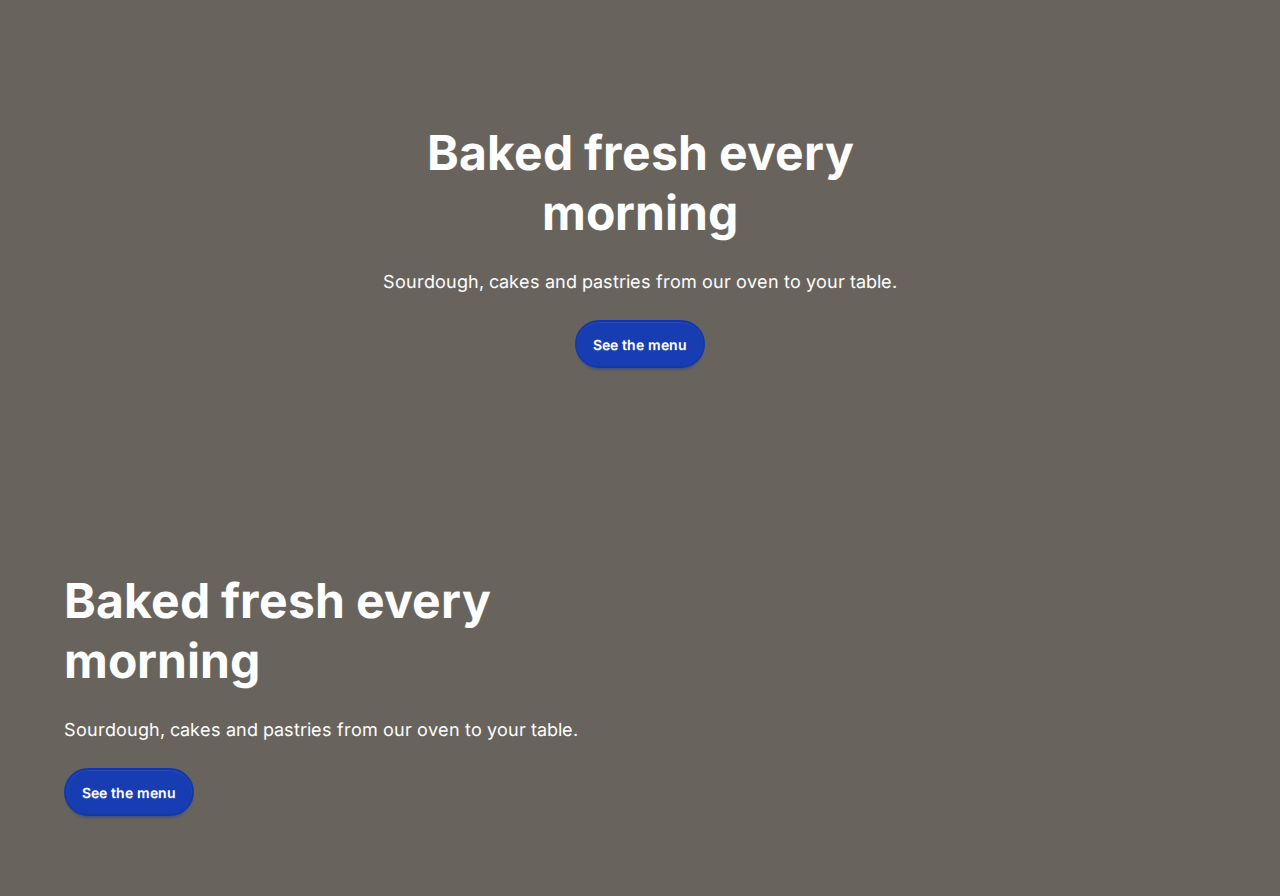 Baked fresh every
morning
Sourdough, cakes and pastries from our oven to your table.
See the menu
Baked fresh every
morning
Sourdough, cakes and pastries from our oven to your table.
See the menu